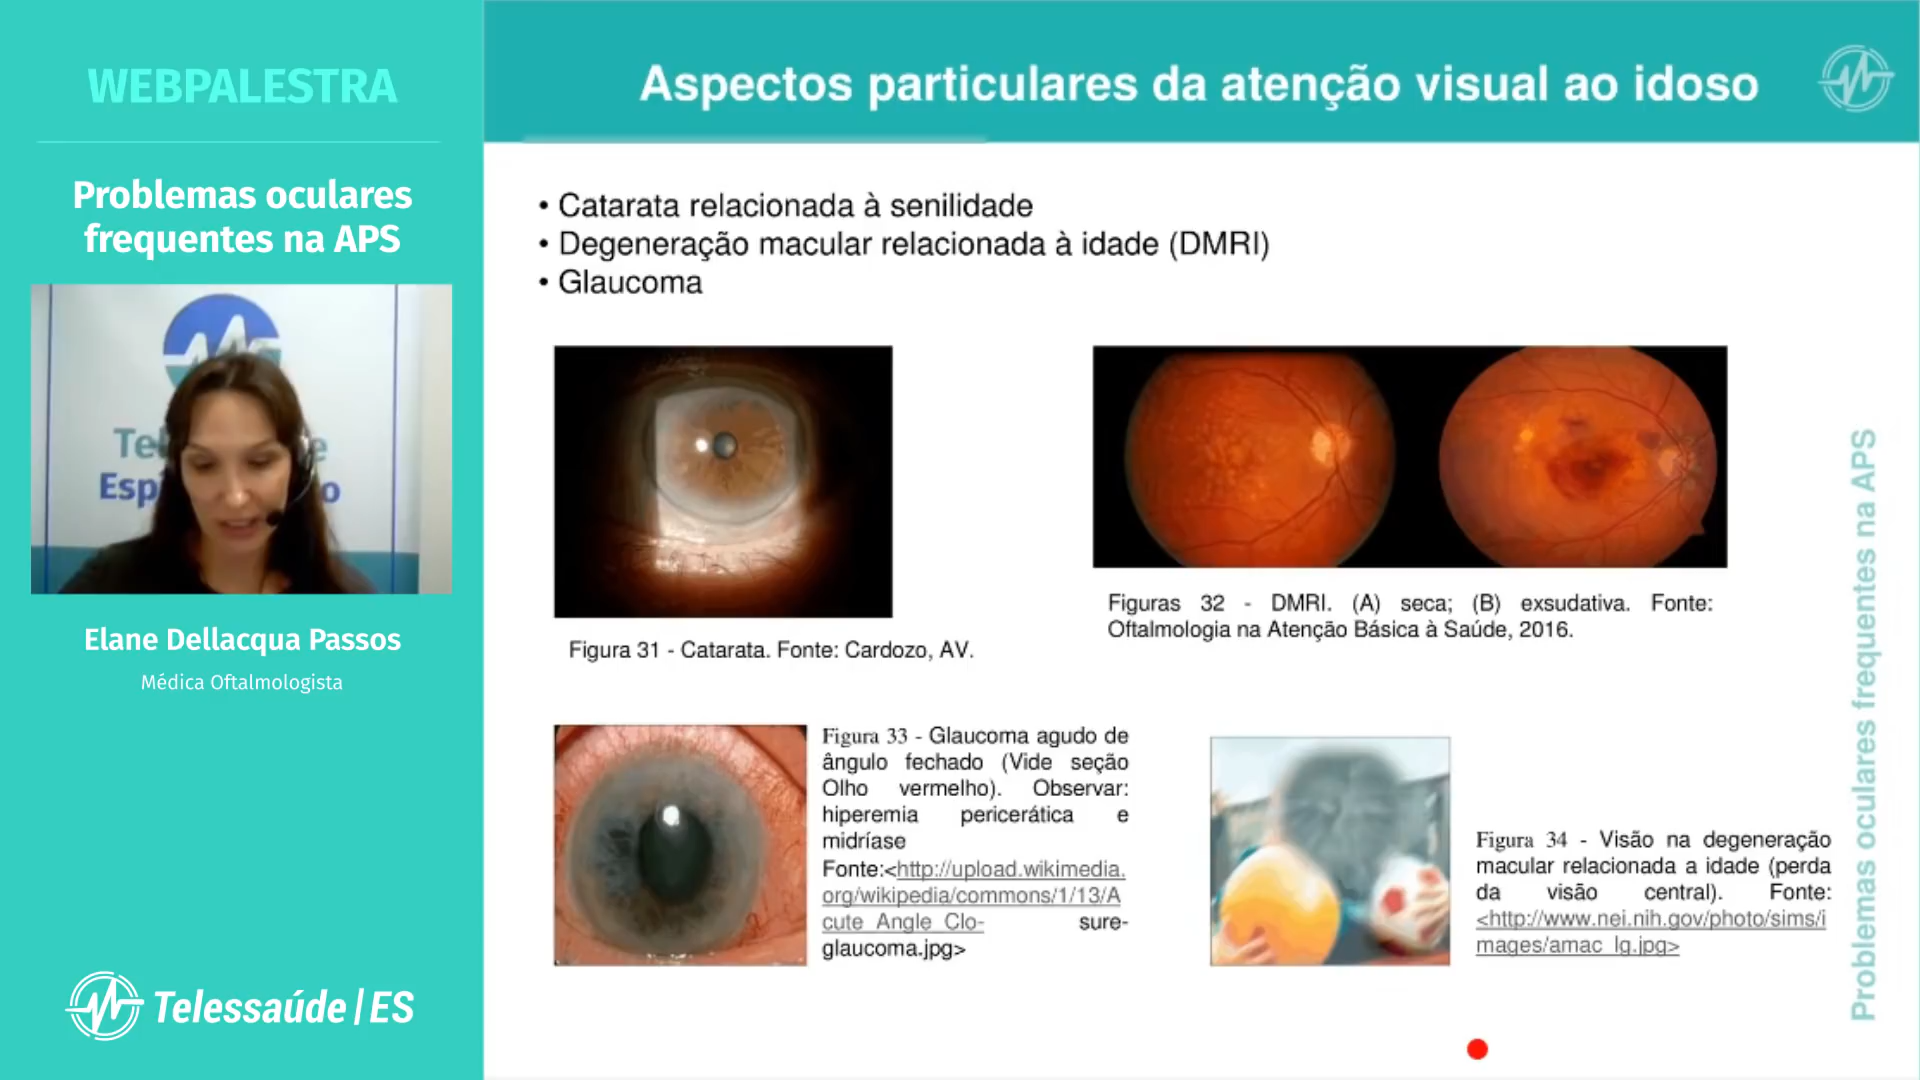 WEBPALESTRA
Problemas oculares
frequentes na APS
Elane Dellacqua Passos
Médica Oftalmologista
Telessaúde|ES
Aspectos particulares da atenção visual ao idoso
• Catarata relacionada à senilidade
• Degeneração macular relacionada à idade (DMRI)
• Glaucoma
Figura 31 - Catarata. Fonte: Cardozo, AV.
Figuras 32 - DMRI. (A) seca; (B) exsudativa. Fonte:
Oftalmologia na Atenção Básica à Saúde, 2016.
Figura 33 - Glaucoma agudo de
ângulo fechado (Vide seção
Olho vermelho). Observar:
hiperemia pericerática e
midríase
Fonte:<http://upload.wikimedia.
org/wikipedia/commons/1/13/A
cute_Angle_Clo- sure-
glaucoma.jpg>
Figura 34 - Visão na degeneração
macular relacionada a idade (perda
da visão central). Fonte:
<http://www.nei.nih.gov/photo/sims/i
mages/amac_lg.jpg>
Problemas oculares frequentes na APS